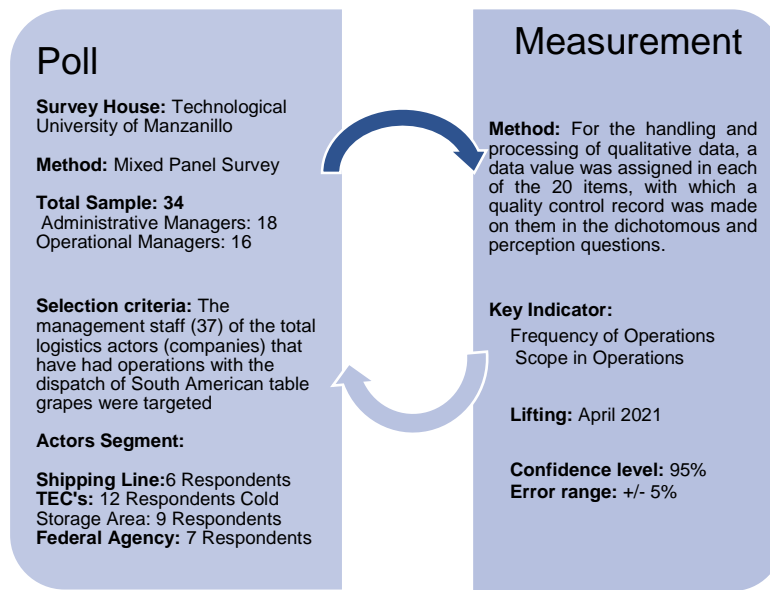 Poll
Survey House: Technological
University of Manzanillo
Method: Mixed Panel Survey
Total Sample: 34
Administrative Managers: 18
Operational Managers: 16
Selection criteria: The
management staff (37) of the total
logistics actors (companies) that
have had operations with the
dispatch of South American table
grapes were targeted
Actors Segment:
Shipping Line:6 Respondents
TEC's: 12 Respondents Cold
Storage Area: 9 Respondents
Federal Agency: 7 Respondents
Measurement
Method: For the handling and
processing of qualitative data, a
data value was assigned in each
of the 20 items, with which a
quality control record was made
on them in the dichotomous and
perception questions.
Key Indicator:
Frequency of Operations
Scope in Operations
Lifting: April 2021
Confidence level: 95%
Error range: +/- 5%